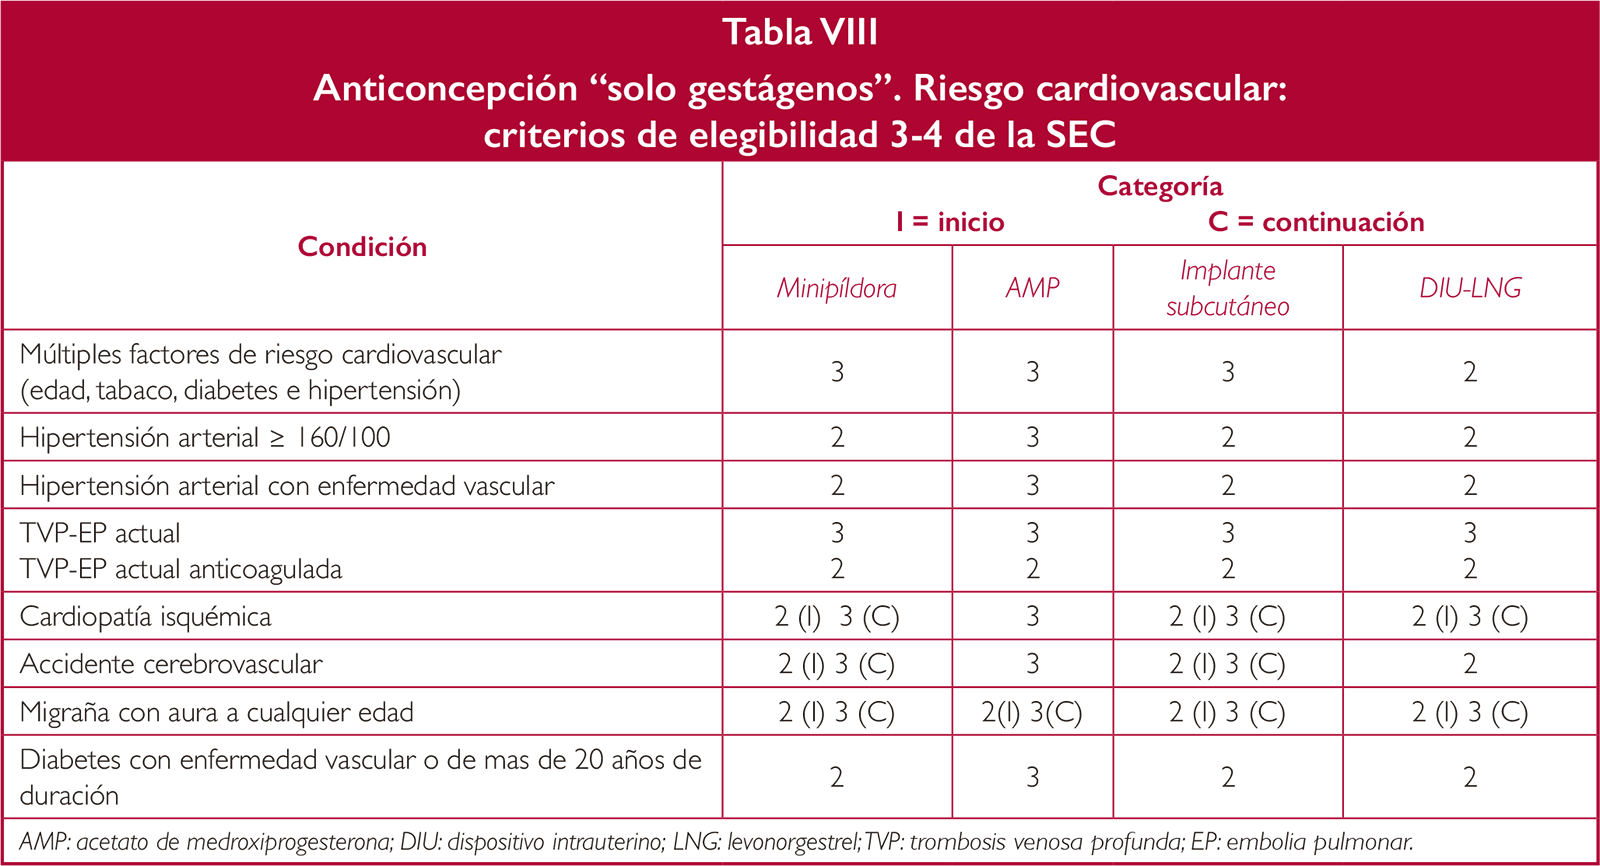 Tabla VIII
Anticoncepción “solo gestágenos”. Riesgo cardiovascular:
criterios de elegibilidad 3-4 de la SEC
Condición
Categoría
I = inicio C = continuación
Minipíldora AMP Implante subcutáneo DIU-LNG
Múltiples factores de riesgo cardiovascular
(edad, tabaco, diabetes e hipertensión) 3 3 3 2
Hipertensión arterial ≥ 160/100 2 3 2 2
Hipertensión arterial con enfermedad vascular 2 3 2 2
TVP-EP actual 3 3 3 3
TVP-EP actual anticoagulada 2 2 2 2
Cardiopatía isquémica 2 (I) 3 (C) 3 2 (I) 3 (C) 2 (I) 3 (C)
Accidente cerebrovascular 2 (I) 3 (C) 3 2 (I) 3 (C) 2
Migraña con aura a cualquier edad 2 (I) 3 (C) 2(I) 3(C) 2 (I) 3 (C) 2 (I) 3 (C)
Diabetes con enfermedad vascular o de mas de 20 años de
duración 2 3 2 2
AMP: acetato de medroxiprogesterona; DIU: dispositivo intrauterino; LNG: levonorgestrel; TVP: trombosis venosa profunda; EP: embolia pulmonar.